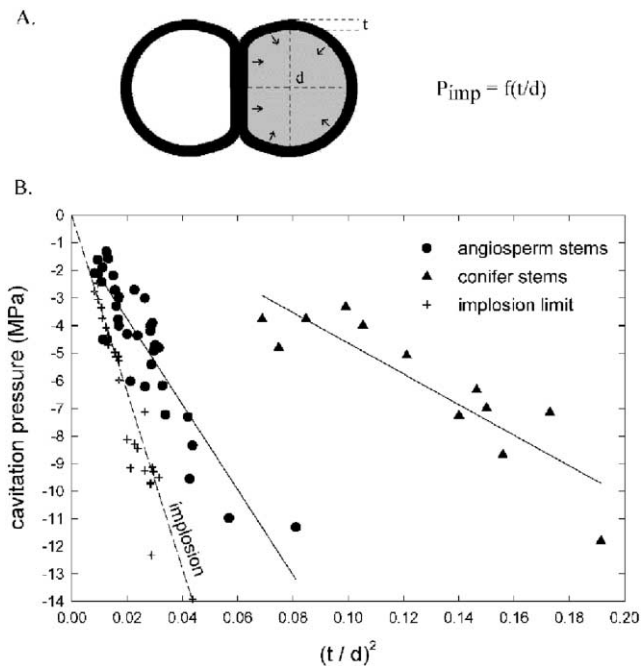 A.
t
d
Pimp = f(t/d)
B.
angiosperm stems
conifer stems
implosion limit
implosion
cavitation pressure (MPa)
-0
-1
-2
-3
-4
-5
-6
-7
-8
-9
-10
-11
-12
-13
-14
0.00 0.02 0.04 0.06 0.08 0.10 0.12 0.14 0.16 0.18 0.20
(t / d)²